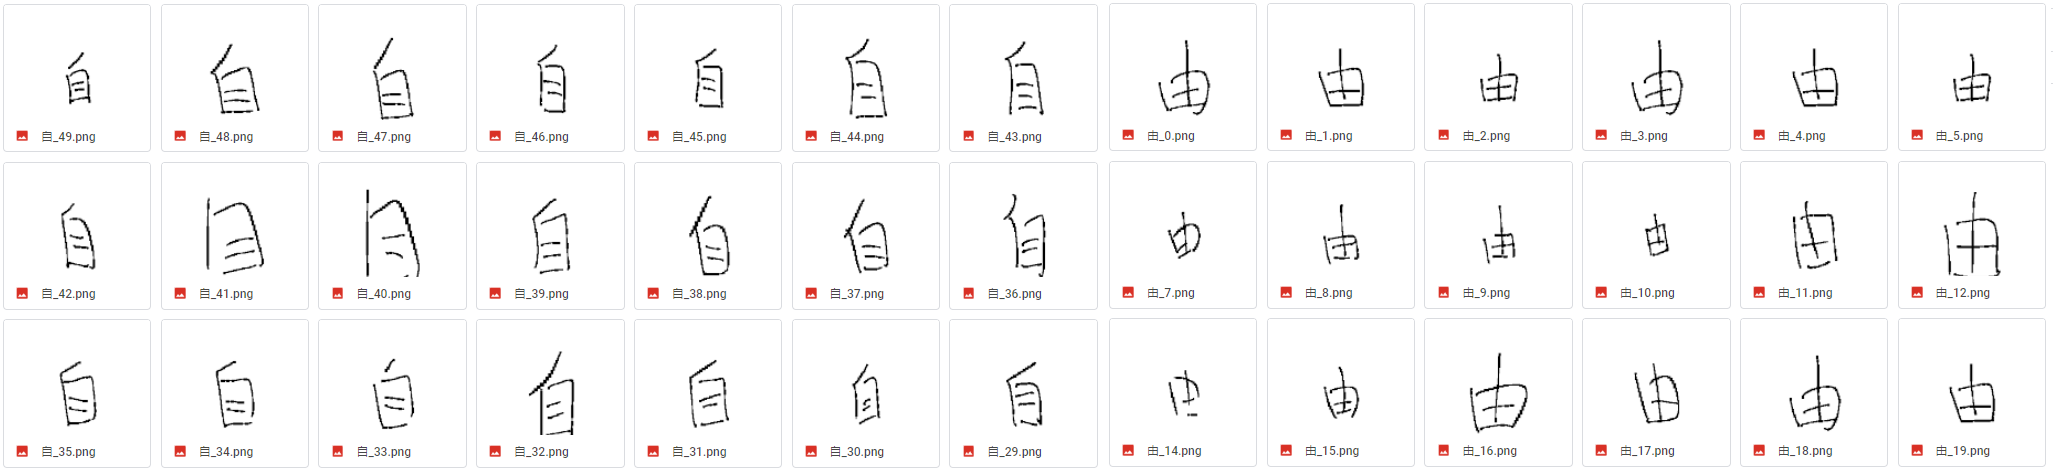 自 自 自 自 自 自 自 由 由 由 由 由 由
自_49.png 自_48.png 自_47.png 自_46.png 自_45.png 自_44.png 自_43.png 由_0.png 由_1.png 由_2.png 由_3.png 由_4.png 由_5.png
自 自 自 自 自 自 自 由 由 由 由 由 由
自_42.png 自_41.png 自_40.png 自_39.png 自_38.png 自_37.png 自_36.png 由_7.png 由_8.png 由_9.png 由_10.png 由_11.png 由_12.png
自 自 自 自 自 自 自 由 由 由 由 由 由
自_35.png 自_34.png 自_33.png 自_32.png 自_31.png 自_30.png 自_29.png 由_14.png 由_15.png 由_16.png 由_17.png 由_18.png 由_19.png